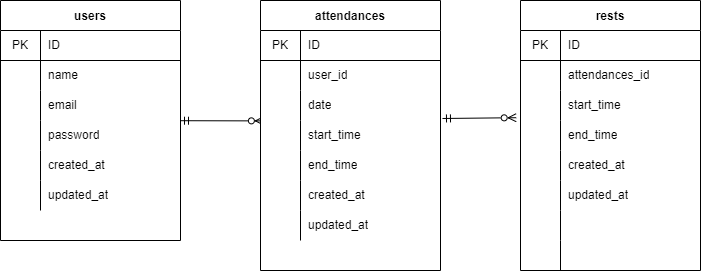 users
PK ID
name
email
password
created_at
updated_at
attendances
PK ID
user_id
date
start_time
end_time
created_at
updated_at
rests
PK ID
attendances_id
start_time
end_time
created_at
updated_at